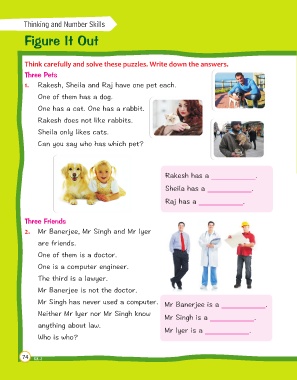 Thinking and Number Skills
Figure It Out
Think carefully and solve these puzzles. Write down the answers.
Three Pets
1. Rakesh, Sheila and Raj have one pet each.
One of them has a dog.
One has a cat. One has a rabbit.
Rakesh does not like rabbits.
Sheila only likes cats.
Can you say who has which pet?
Rakesh has a ____________.
Sheila has a ____________.
Raj has a ____________.
Three Friends
2. Mr Banerjee, Mr Singh and Mr Iyer
are friends.
One of them is a doctor.
One is a computer engineer.
The third is a lawyer.
Mr Banerjee is not the doctor.
Mr Singh has never used a computer.
Neither Mr Iyer nor Mr Singh know
anything about law.
Who is who?
Mr Banerjee is a ____________.
Mr Singh is a ____________.
Mr Iyer is a ____________.
74